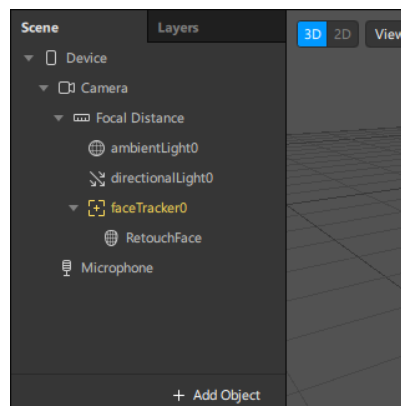 Scene Layers 3D 2D View
Device
Camera
Focal Distance
ambientLight0
directionalLight0
faceTracker0
RetouchFace
Microphone
+ Add Object